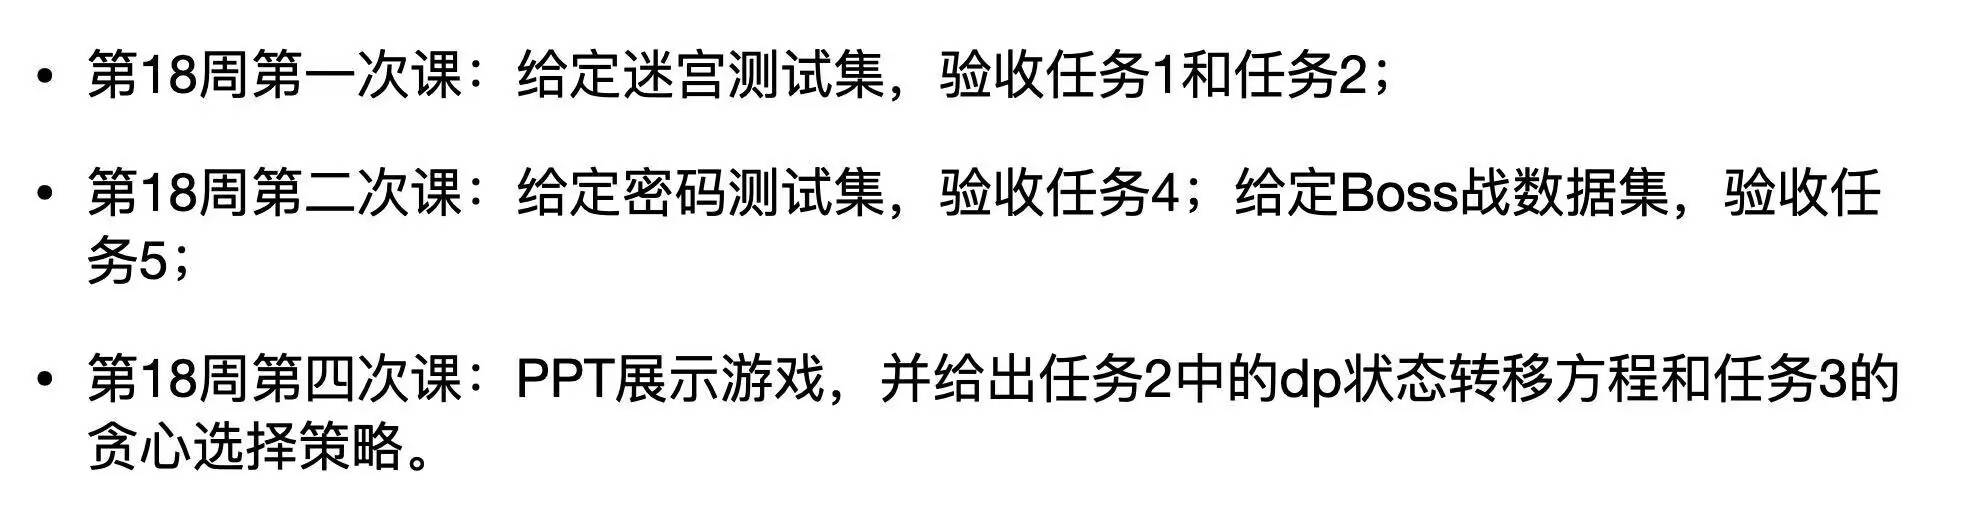 • 第18周第一次课：给定迷宫测试集，验收任务1和任务2；
• 第18周第二次课：给定密码测试集，验收任务4；给定Boss战数据集，验收任
务5；
• 第18周第四次课：PPT展示游戏，并给出任务2中的dp状态转移方程和任务3的
贪心选择策略。